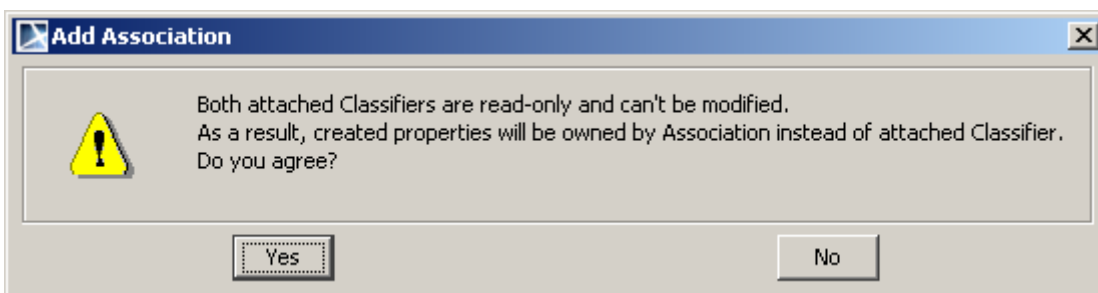 Add Association
Both attached Classifiers are read-only and can't be modified.
As a result, created properties will be owned by Association instead of attached Classifier.
Do you agree?
Yes
No